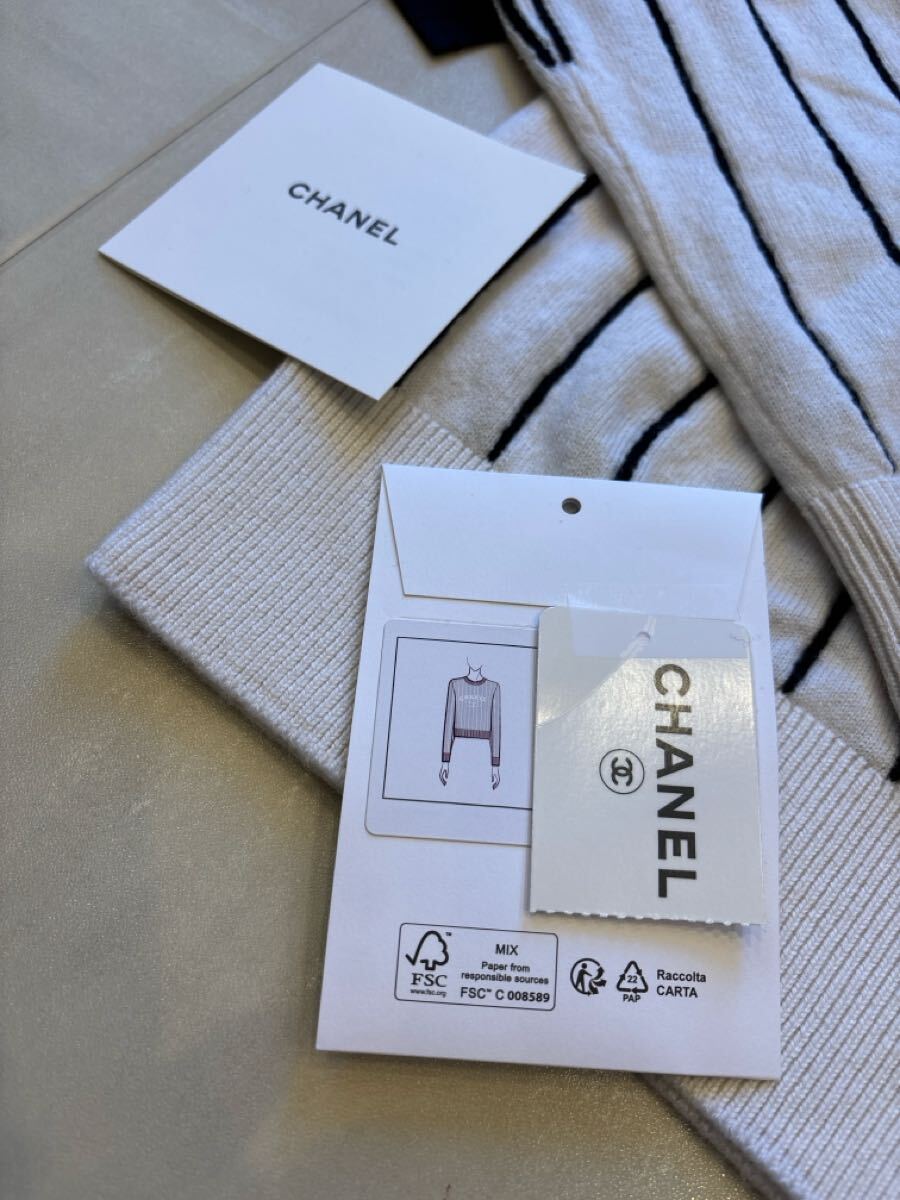 CHANEL
CHANEL
FSC
www.fsc.org
MIX
Paper from
responsible sources
FSC™ C 008589
22
PAP
Raccolta
CARTA